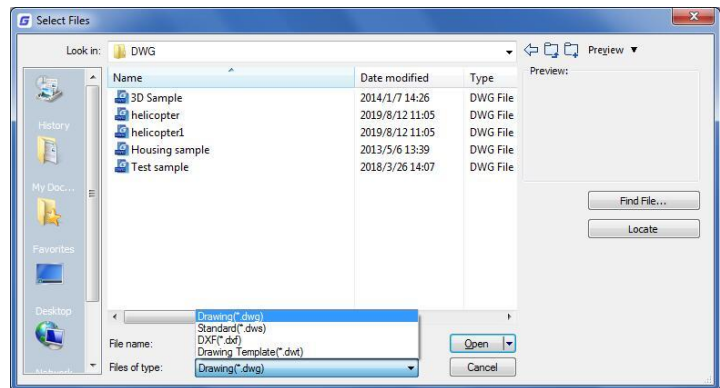 Select Files
Look in: DWG Preview ▼
Name Date modified Type Preview:
3D Sample 2014/1/7 14:26 DWG File
History
helicopter 2019/8/12 11:05 DWG File
helicopter1 2019/8/12 11:05 DWG File
Housing sample 2013/5/6 13:39 DWG File
Test sample 2018/3/26 14:07 DWG File
My Doc...
Find File...
Locate
Favorites
Desktop
Drawing(*.dwg)
Standard(*.dws)
DXF(*.dxf)
Drawing Template(*.dwt)
File name: Open
Files of type: Drawing(*.dwg) Cancel